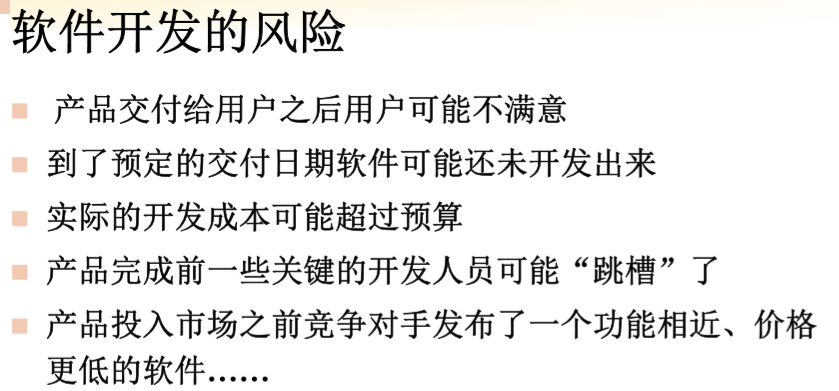 软件开发的风险
产品交付给用户之后用户可能不满意
到了预定的交付日期软件可能还未开发出来
实际的开发成本可能超过预算
产品完成前一些关键的开发人员可能“跳槽”了
产品投入市场之前竞争对手发布了一个功能相近、价格
更低的软件……